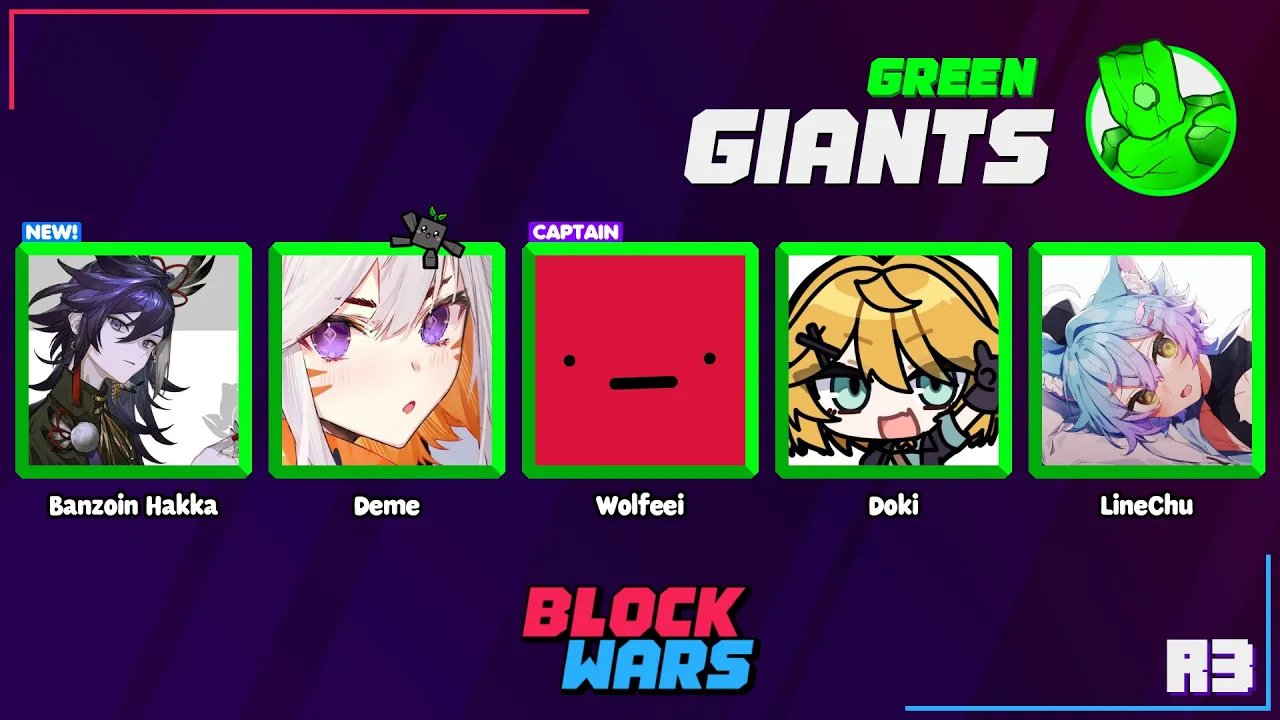 GREEN
GIANTS
NEW!
CAPTAIN
Banzoin Hakka
Deme
Wolfeei
Doki
LineChu
BLOCK
WARS
R3